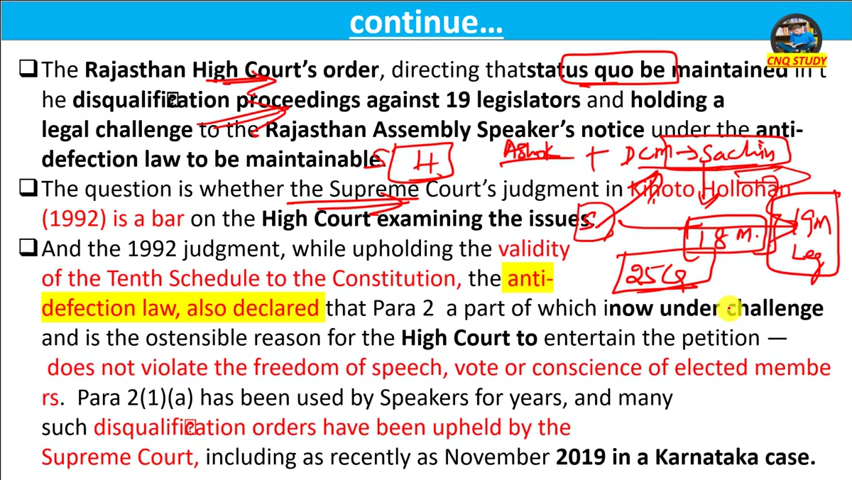 continue…
CNQ STUDY
❑The Rajasthan High Court's order, directing thatstatus quo be maintained in t
he disqualification proceedings against 19 legislators and holding a
legal challenge to the Rajasthan Assembly Speaker's notice under the anti-
defection law to be maintainable
S H
Ashok + Dcm → Sachin
❑The question is whether the Supreme Court's judgment in Kihoto Hollohan
(1992) is a bar on the High Court examining the issues
S
18 M.
19M
Leg
❑And the 1992 judgment, while upholding the validity
of the Tenth Schedule to the Constitution, the anti-
defection law, also declared that Para 2 a part of which inow under challenge
and is the ostensible reason for the High Court to entertain the petition —
does not violate the freedom of speech, vote or conscience of elected membe
rs. Para 2(1)(a) has been used by Speakers for years, and many
such disqualification orders have been upheld by the
Supreme Court, including as recently as November 2019 in a Karnataka case.